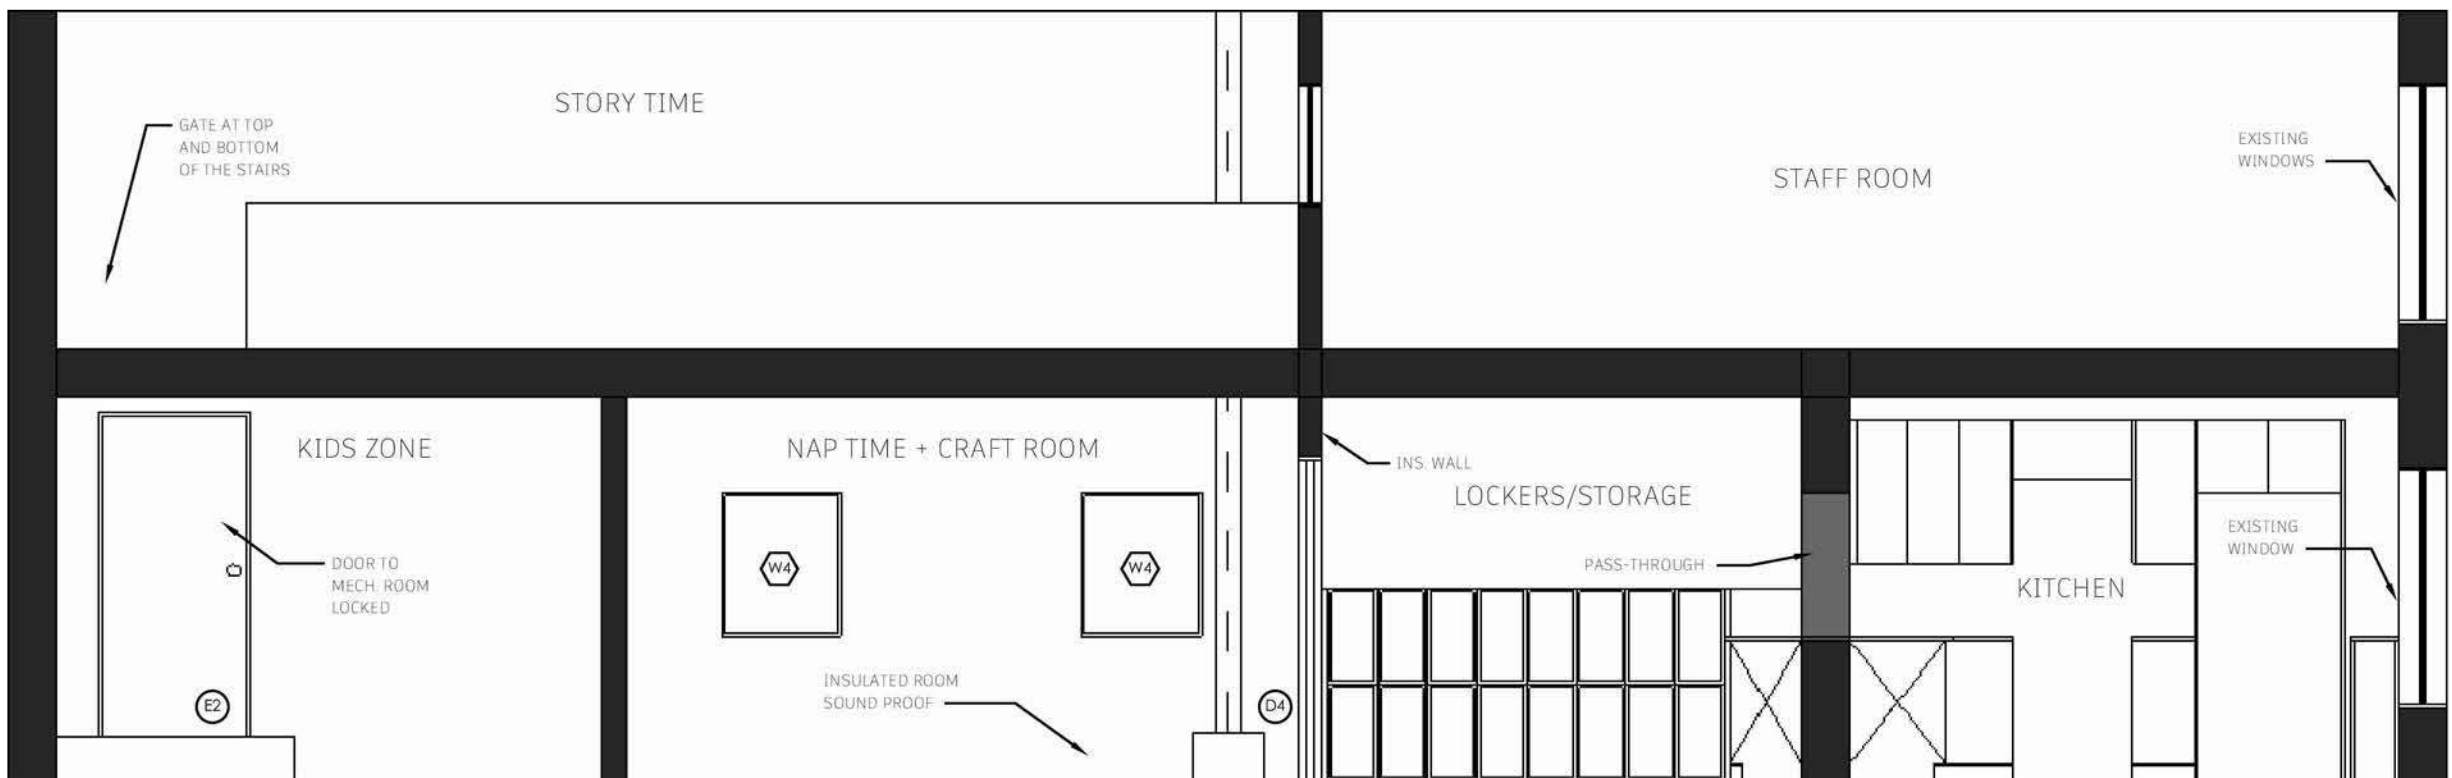 STORY TIME
GATE AT TOP
AND BOTTOM
OF THE STAIRS
STAFF ROOM
EXISTING
WINDOWS
KIDS ZONE
DOOR TO
MECH. ROOM
LOCKED
E2
NAP TIME + CRAFT ROOM
W4
W4
INSULATED ROOM
SOUND PROOF
D4
INS. WALL
LOCKERS/STORAGE
PASS-THROUGH
KITCHEN
EXISTING
WINDOW